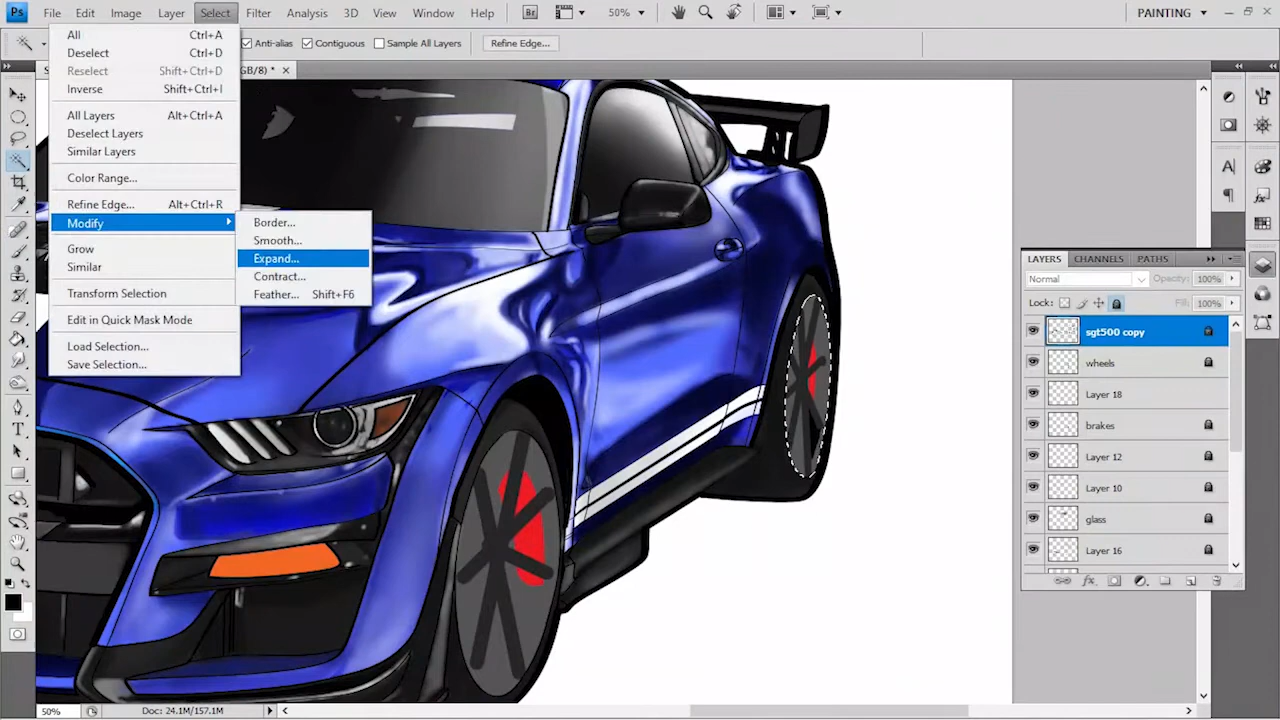 Ps File Edit Image Layer Select Filter Analysis 3D View Window Help Br 50% PAINTING
Anti-alias Contiguous Sample All Layers Refine Edge...
GB/8) *
All Ctrl+A
Deselect Ctrl+D
Reselect Shift+Ctrl+D
Inverse Shift+Ctrl+I
All Layers Alt+Ctrl+A
Deselect Layers
Similar Layers
Color Range...
Refine Edge... Alt+Ctrl+R
Modify
Grow
Similar
Transform Selection
Edit in Quick Mask Mode
Load Selection...
Save Selection...
Border...
Smooth...
Expand...
Contract...
Feather... Shift+F6
LAYERS CHANNELS PATHS
Normal Opacity: 100%
Lock: Fill: 100%
sgt500 copy
wheels
Layer 18
brakes
Layer 12
Layer 10
glass
Layer 16
50% Doc: 24.1M/157.1M